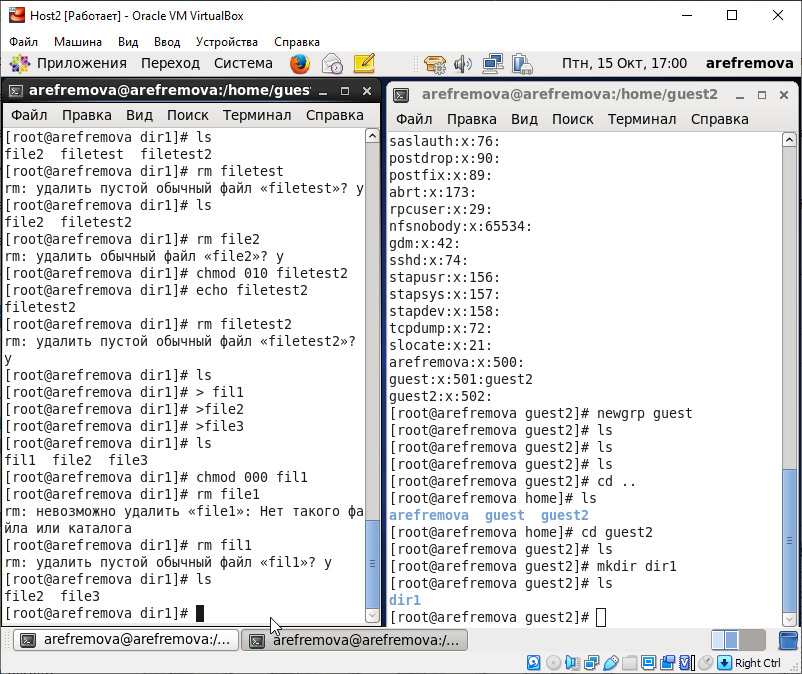 Host2 [Работает] - Oracle VM VirtualBox
Файл Машина Вид Ввод Устройства Справка
Приложения Переход Система Птн, 15 Окт, 17:00 arefremova
arefremova@arefremova:/home/gues
Файл Правка Вид Поиск Терминал Справка
[root@arefremova dir1]# ls
file2  filetest  filetest2
[root@arefremova dir1]# rm filetest
rm: удалить пустой обычный файл «filetest»? y
[root@arefremova dir1]# ls
file2  filetest2
[root@arefremova dir1]# rm file2
rm: удалить обычный файл «file2»? y
[root@arefremova dir1]# chmod 010 filetest2
[root@arefremova dir1]# echo filetest2
filetest2
[root@arefremova dir1]# rm filetest2
rm: удалить пустой обычный файл «filetest2»?
y
[root@arefremova dir1]# ls
[root@arefremova dir1]# > fil1
[root@arefremova dir1]# >file2
[root@arefremova dir1]# >file3
[root@arefremova dir1]# ls
fil1  file2  file3
[root@arefremova dir1]# chmod 000 fil1
[root@arefremova dir1]# rm file1
rm: невозможно удалить «file1»: Нет такого фа
йла или каталога
[root@arefremova dir1]# rm fil1
rm: удалить пустой обычный файл «fil1»? y
[root@arefremova dir1]# ls
file2  file3
[root@arefremova dir1]#
arefremova@arefremova:/home/guest2
Файл Правка Вид Поиск Терминал Справка
saslauth:x:76:
postdrop:x:90:
postfix:x:89:
abrt:x:173:
rpcuser:x:29:
nfsnobody:x:65534:
gdm:x:42:
sshd:x:74:
stapusr:x:156:
stapsys:x:157:
stapdev:x:158:
tcpdump:x:72:
slocate:x:21:
arefremova:x:500:
guest:x:501:guest2
guest2:x:502:
[root@arefremova guest2]# newgrp guest
[root@arefremova guest2]# ls
[root@arefremova guest2]# ls
[root@arefremova guest2]# ls
[root@arefremova guest2]# cd ..
[root@arefremova home]# ls
arefremova  guest  guest2
[root@arefremova home]# cd guest2
[root@arefremova guest2]# ls
[root@arefremova guest2]# mkdir dir1
[root@arefremova guest2]# ls
dir1
[root@arefremova guest2]#
arefremova@arefremova:/... arefremova@arefremova:/...
Right Ctrl